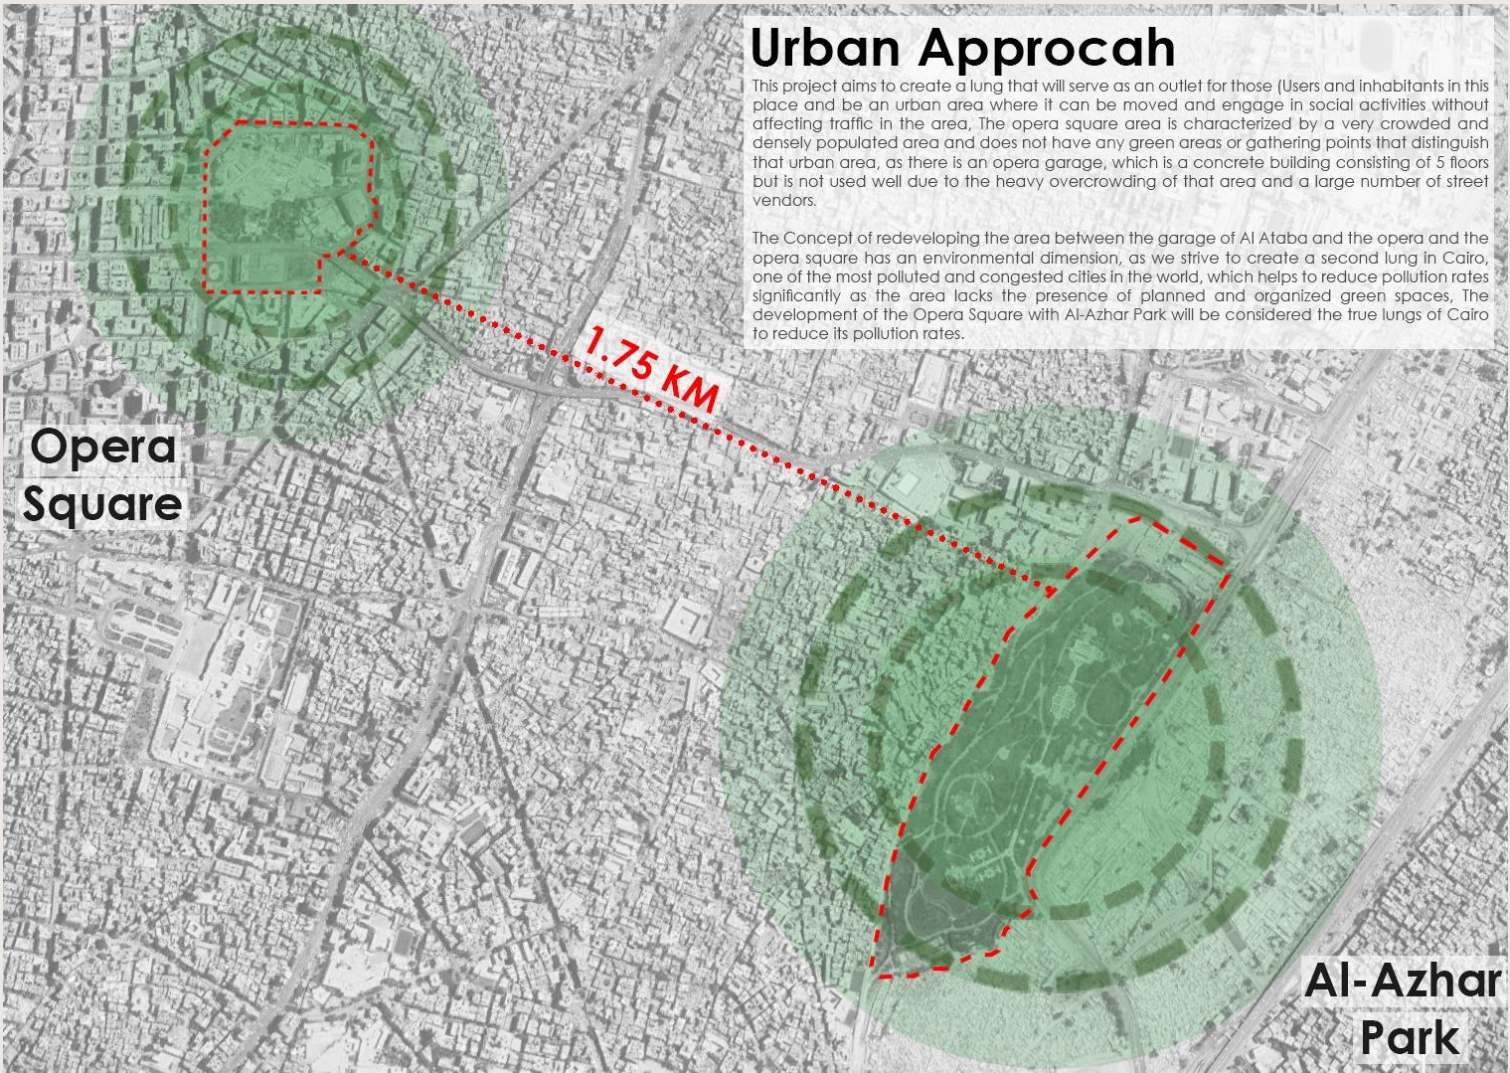 Urban Approcah
This project aims to create a lung that will serve as an outlet for those (Users and inhabitants in this
place and be an urban area where it can be moved and engage in social activities without
affecting traffic in the area, The opera square area is characterized by a very crowded and
densely populated area and does not have any green areas or gathering points that distinguish
that urban area, as there is an opera garage, which is a concrete building consisting of 5 floors
but is not used well due to the heavy overcrowding of that area and a large number of street
vendors.
The Concept of redeveloping the area between the garage of Al Ataba and the opera and the
opera square has an environmental dimension, as we strive to create a second lung in Cairo,
one of the most polluted and congested cities in the world, which helps to reduce pollution rates
significantly as the area lacks the presence of planned and organized green spaces, The
development of the Opera Square with Al-Azhar Park will be considered the true lungs of Cairo
to reduce its pollution rates.
1.75 KM
Opera
Square
Al-Azhar
Park